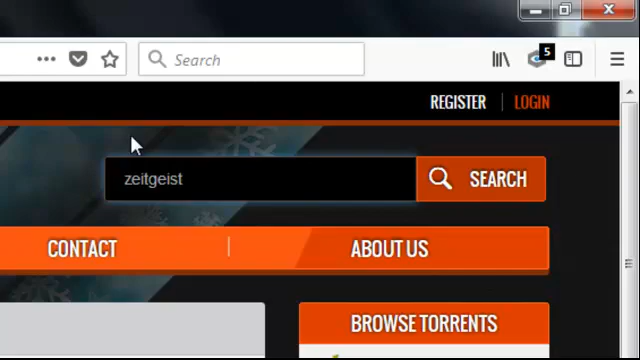 5
Search
REGISTER LOGIN
zeitgeist SEARCH
CONTACT ABOUT US
BROWSE TORRENTS